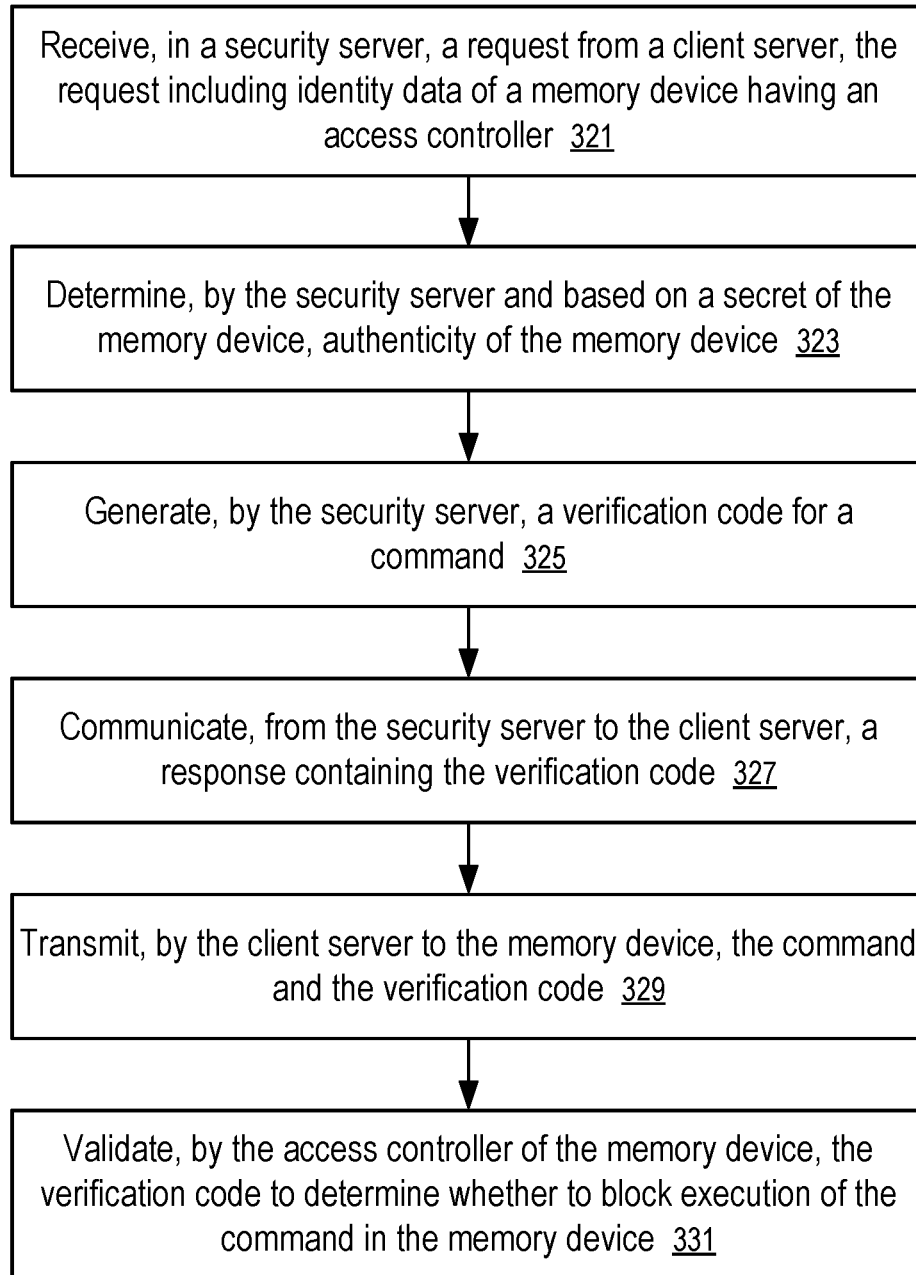 Receive, in a security server, a request from a client server, the
request including identity data of a memory device having an
access controller 321
Determine, by the security server and based on a secret of the
memory device, authenticity of the memory device 323
Generate, by the security server, a verification code for a
command 325
Communicate, from the security server to the client server, a
response containing the verification code 327
Transmit, by the client server to the memory device, the command
and the verification code 329
Validate, by the access controller of the memory device, the
verification code to determine whether to block execution of the
command in the memory device 331